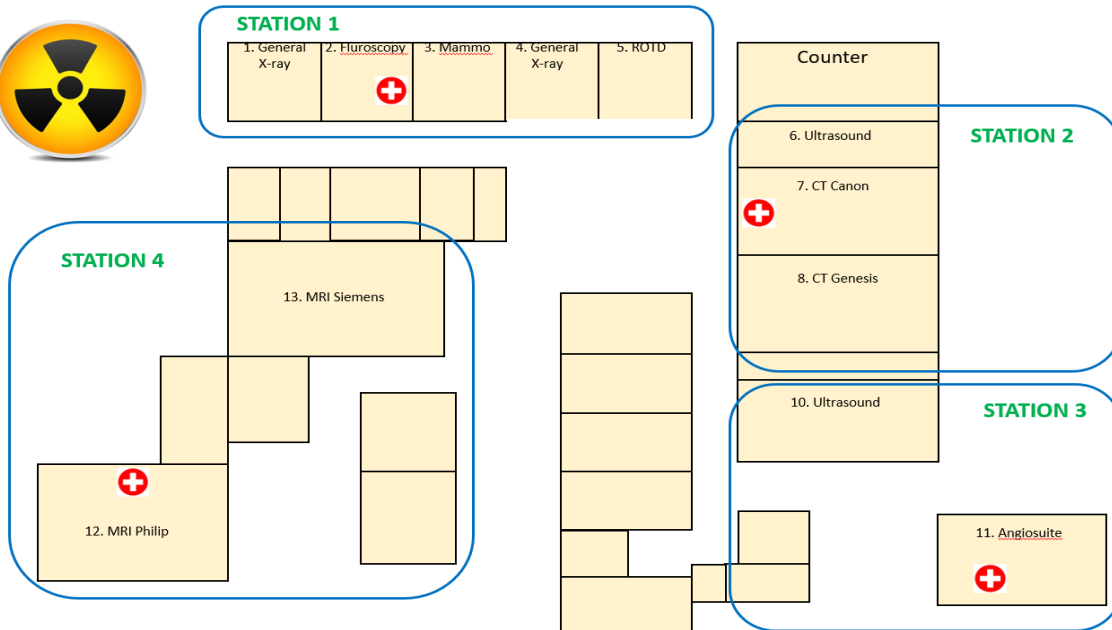 STATION 1
1. General
X-ray
2. Fluroscopy
3. Mammo
4. General
X-ray
5. ROTD
Counter
STATION 2
6. Ultrasound
7. CT Canon
8. CT Genesis
STATION 4
13. MRI Siemens
12. MRI Philip
STATION 3
10. Ultrasound
11. Angiosuite